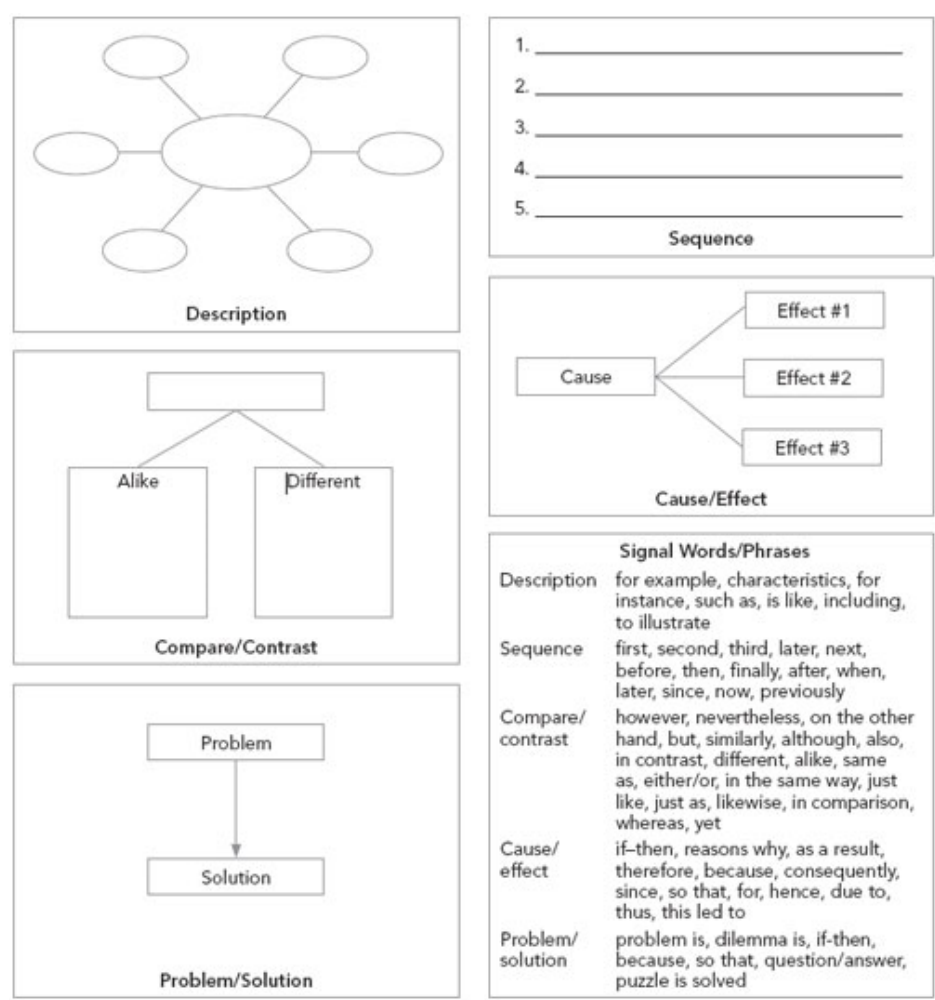 Description
1.
2.
3.
4.
5.
Sequence
Alike
Different
Compare/Contrast
Cause
Effect #1
Effect #2
Effect #3
Cause/Effect
Problem
Solution
Problem/Solution
Signal Words/Phrases
Description for example, characteristics, for
instance, such as, is like, including,
to illustrate
Sequence first, second, third, later, next,
before, then, finally, after, when,
later, since, now, previously
Compare/ however, nevertheless, on the other
contrast hand, but, similarly, although, also,
in contrast, different, alike, same
as, either/or, in the same way, just
like, just as, likewise, in comparison,
whereas, yet
Cause/ if–then, reasons why, as a result,
effect therefore, because, consequently,
since, so that, for, hence, due to,
thus, this led to
Problem/ problem is, dilemma is, if-then,
solution because, so that, question/answer,
puzzle is solved